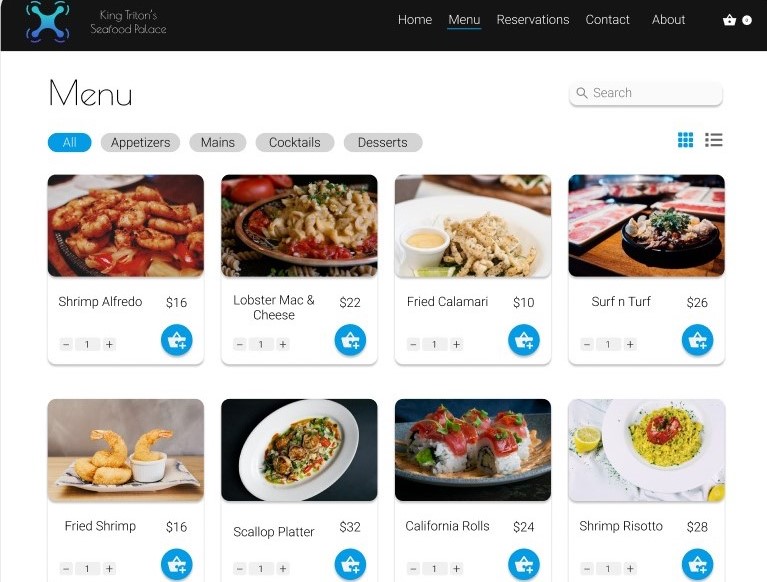 King Triton's
Seafood Palace
Home Menu Reservations Contact About 0
Menu
Search
All Appetizers Mains Cocktails Desserts
Shrimp Alfredo $16
Lobster Mac &
Cheese $22
Fried Calamari $10
Surf n Turf $26
− 1 +
− 1 +
− 1 +
− 1 +
Fried Shrimp $16
Scallop Platter $32
California Rolls $24
Shrimp Risotto $28
− 1 +
− 1 +
− 1 +
− 1 +